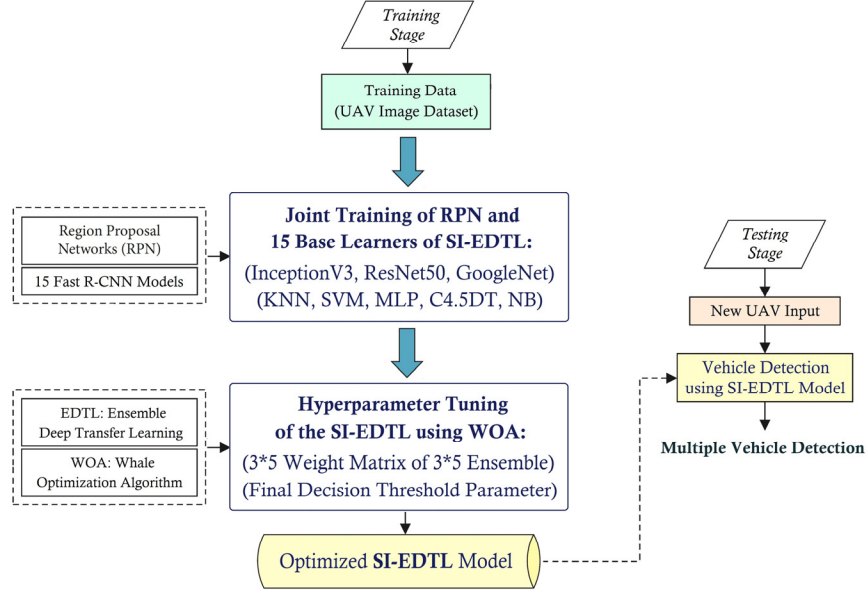 Training
Stage
Training Data
(UAV Image Dataset)
Region Proposal
Networks (RPN)
15 Fast R-CNN Models
Joint Training of RPN and
15 Base Learners of SI-EDTL:
(InceptionV3, ResNet50, GoogleNet)
(KNN, SVM, MLP, C4.5DT, NB)
EDTL: Ensemble
Deep Transfer Learning
WOA: Whale
Optimization Algorithm
Hyperparameter Tuning
of the SI-EDTL using WOA:
(3*5 Weight Matrix of 3*5 Ensemble)
(Final Decision Threshold Parameter)
Optimized SI-EDTL Model
Testing
Stage
New UAV Input
Vehicle Detection
using SI-EDTL Model
Multiple Vehicle Detection